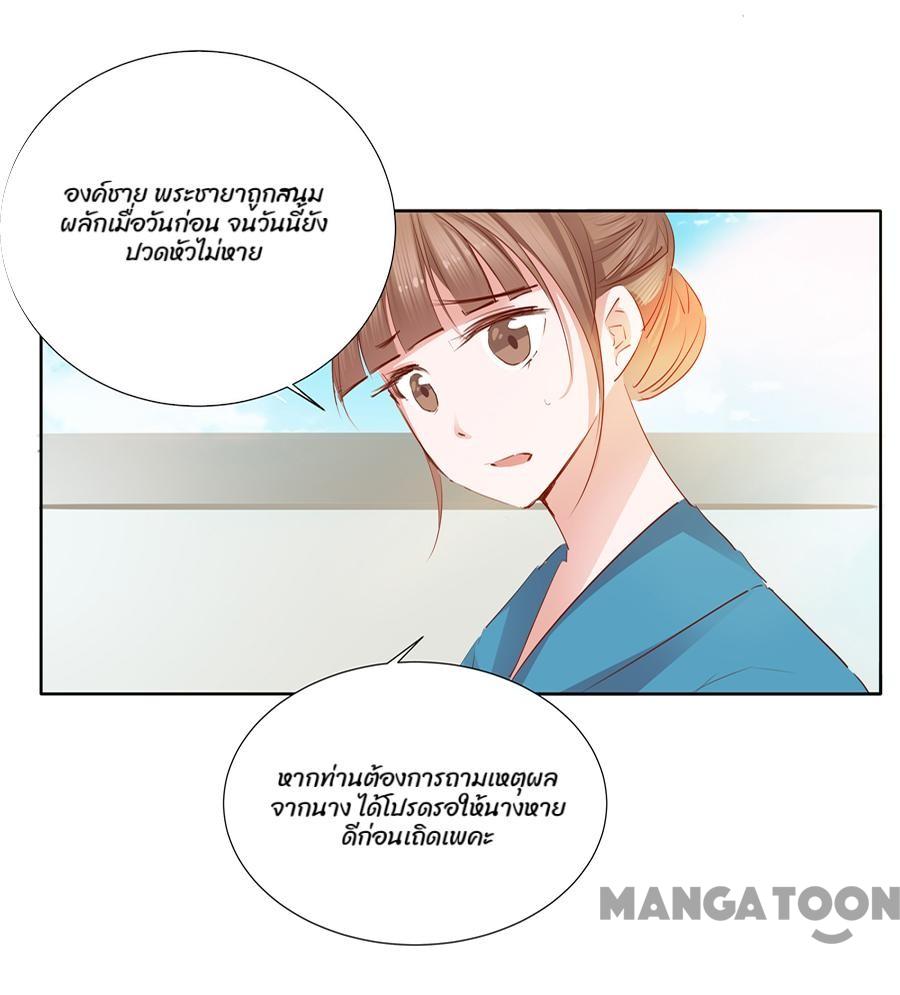 องค์ชาย พระชายาถูกสนม
ผลักเมื่อวันก่อน จนวันนี้ยัง
ปวดหัวไม่หาย
หากท่านต้องการถามเหตุผล
จากนาง ได้โปรดรอให้นางหาย
ดีก่อนเถิดเพคะ
MANGATOON